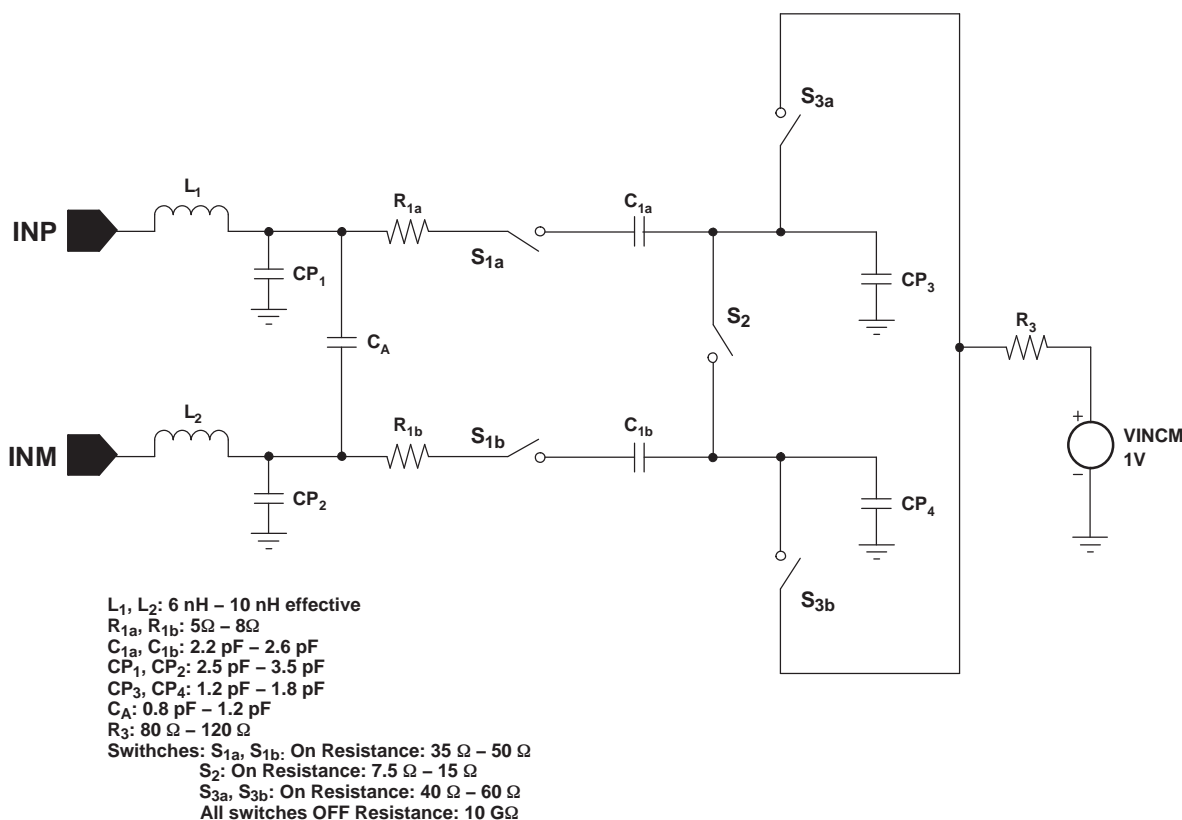 S3a
L1
R1a
C1a
INP
S1a
CP1
CP3
S2
R3
CA
L2
R1b
S1b
C1b
+
VINCM
1V
–
INM
CP2
CP4
S3b
L1, L2: 6 nH – 10 nH effective
R1a, R1b: 5Ω – 8Ω
C1a, C1b: 2.2 pF – 2.6 pF
CP1, CP2: 2.5 pF – 3.5 pF
CP3, CP4: 1.2 pF – 1.8 pF
CA: 0.8 pF – 1.2 pF
R3: 80 Ω – 120 Ω
Swithches: S1a, S1b: On Resistance: 35 Ω – 50 Ω
S2: On Resistance: 7.5 Ω – 15 Ω
S3a, S3b: On Resistance: 40 Ω – 60 Ω
All switches OFF Resistance: 10 GΩ